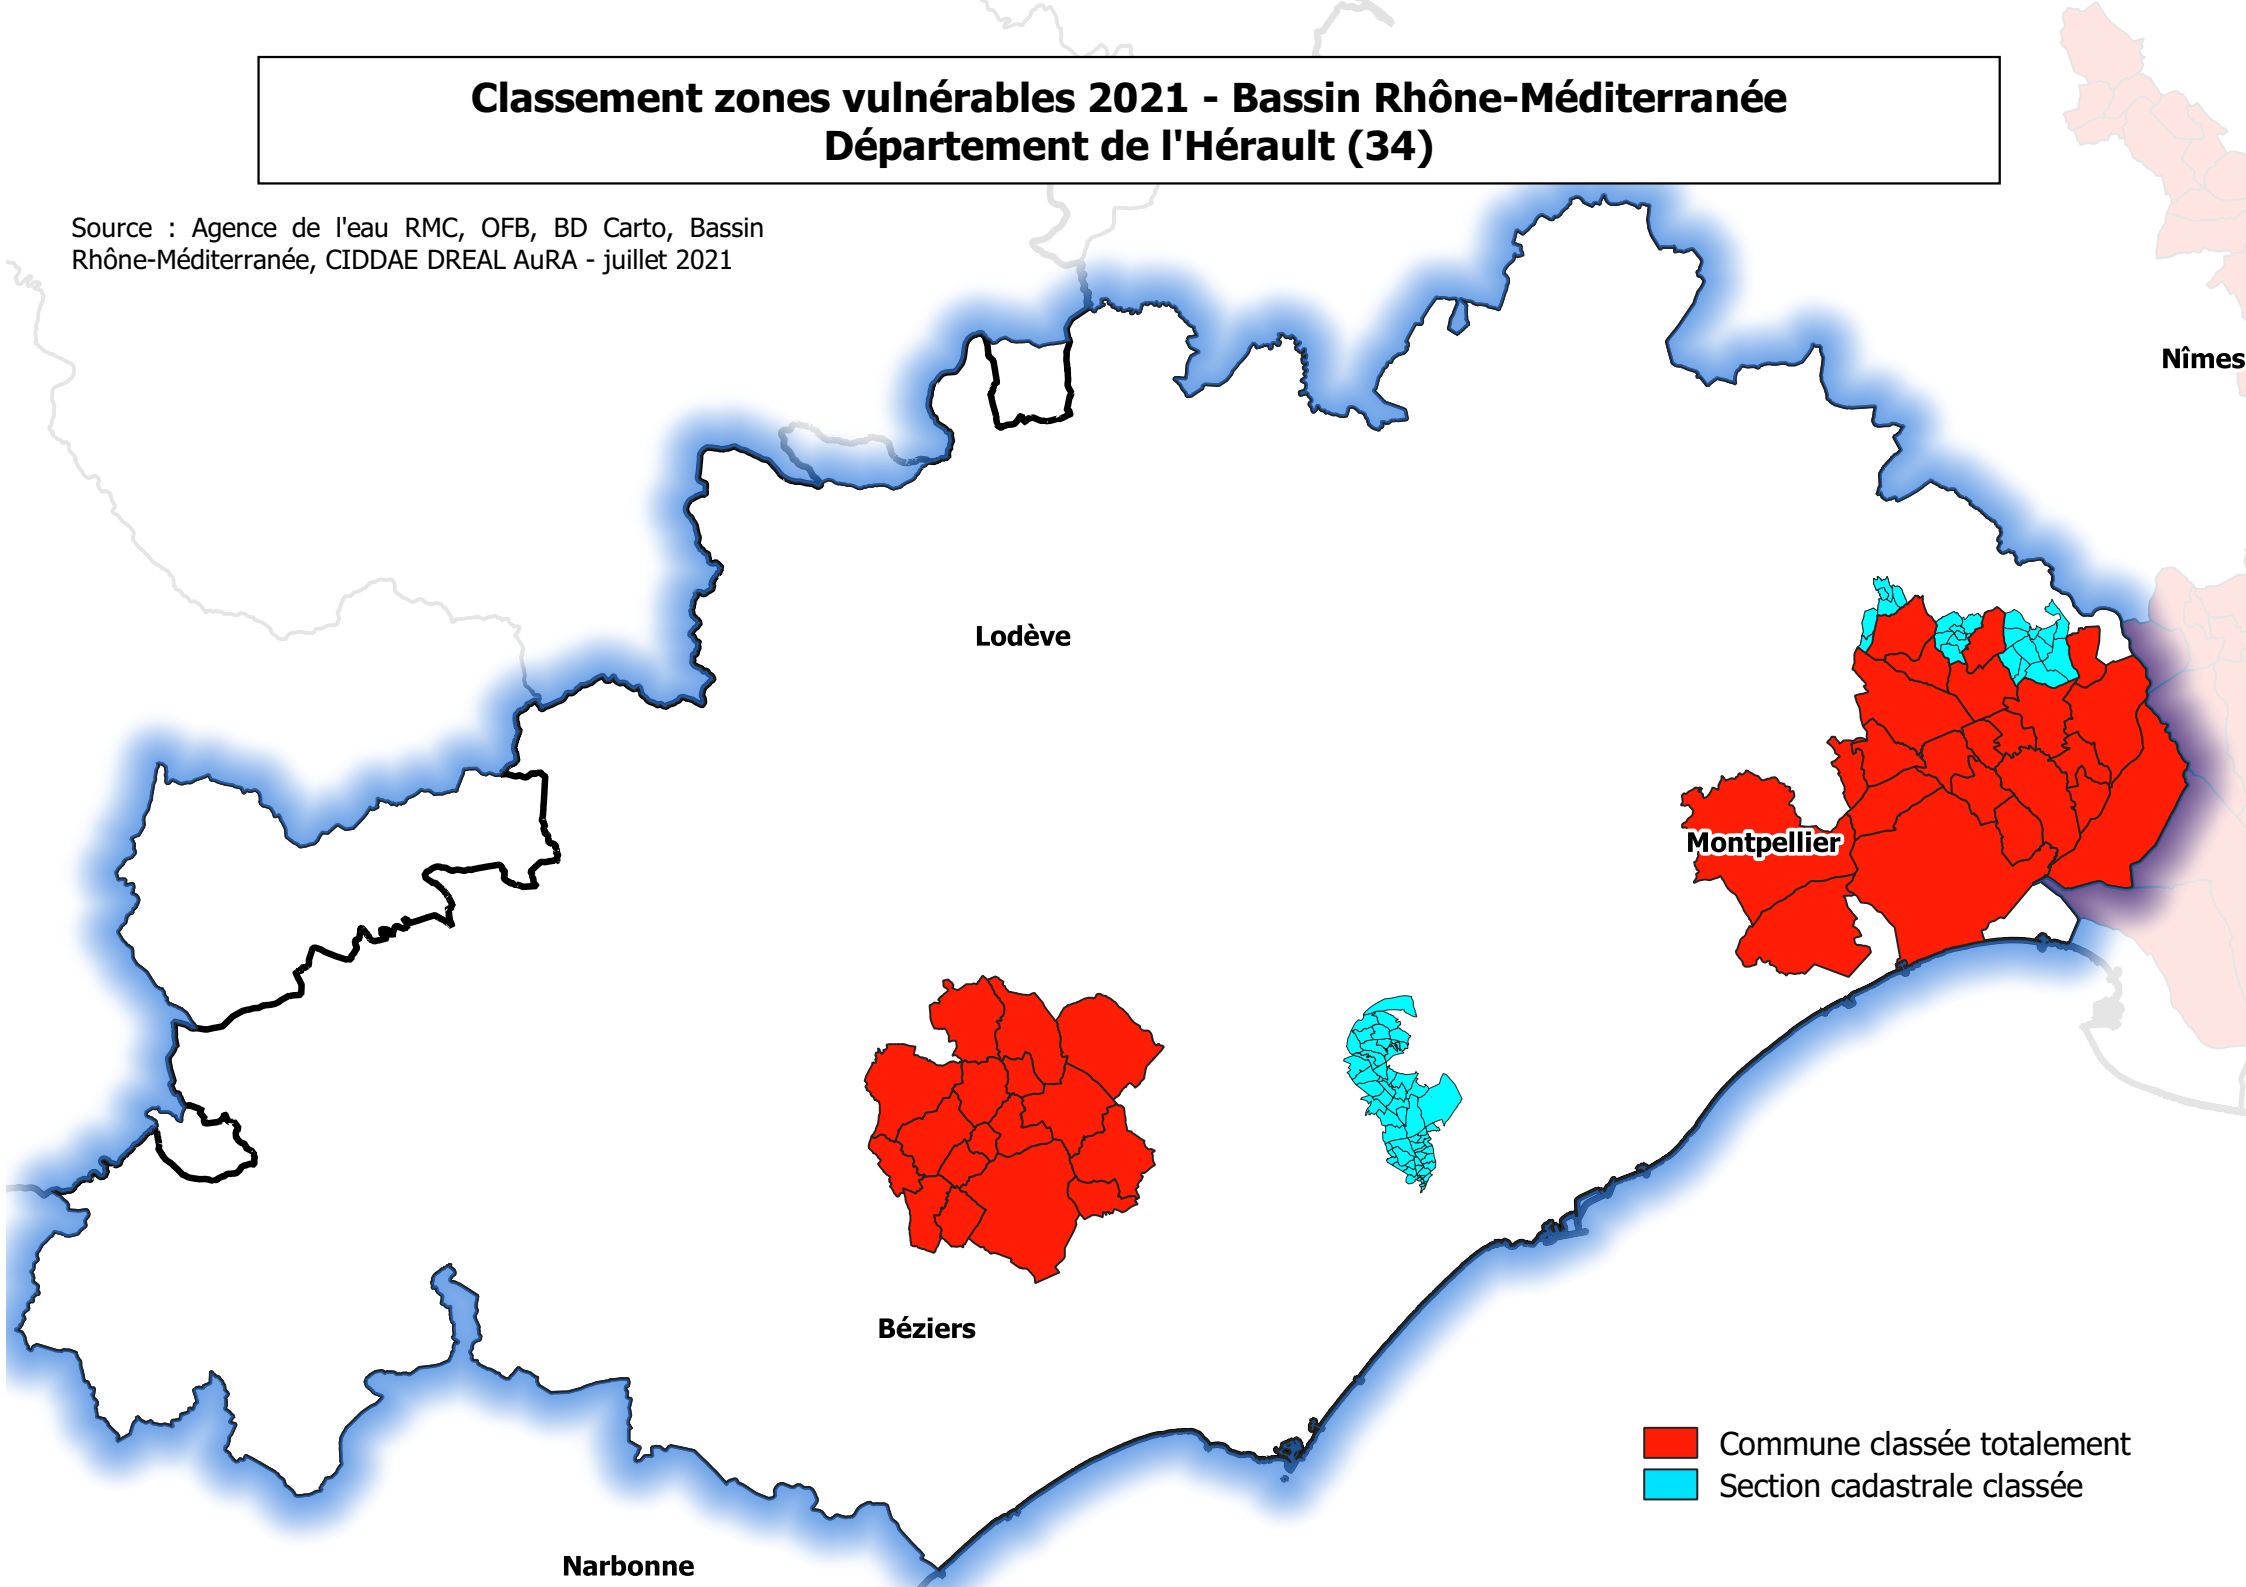 Classement zones vulnérables 2021 - Bassin Rhône-Méditerranée
Département de l'Hérault (34)
Source : Agence de l'eau RMC, OFB, BD Carto, Bassin
Rhône-Méditerranée, CIDDAE DREAL AuRA - juillet 2021
Nîmes
Lodève
Montpellier
Béziers
Commune classée totalement
Section cadastrale classée
Narbonne